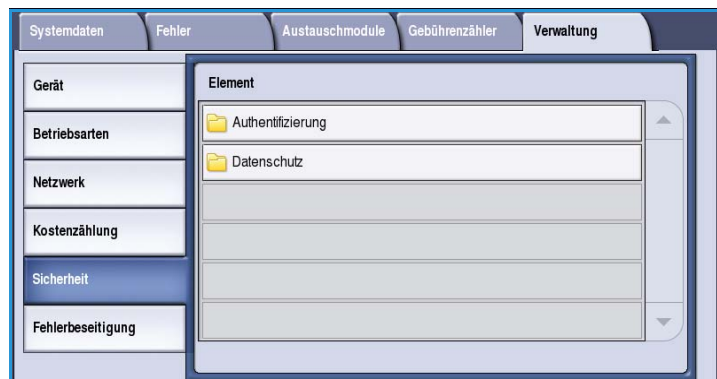 Systemdaten
Fehler
Austauschmodule
Gebührenzähler
Verwaltung
Gerät
Betriebsarten
Netzwerk
Kostenzählung
Sicherheit
Fehlerbeseitigung
Element
Authentifizierung
Datenschutz